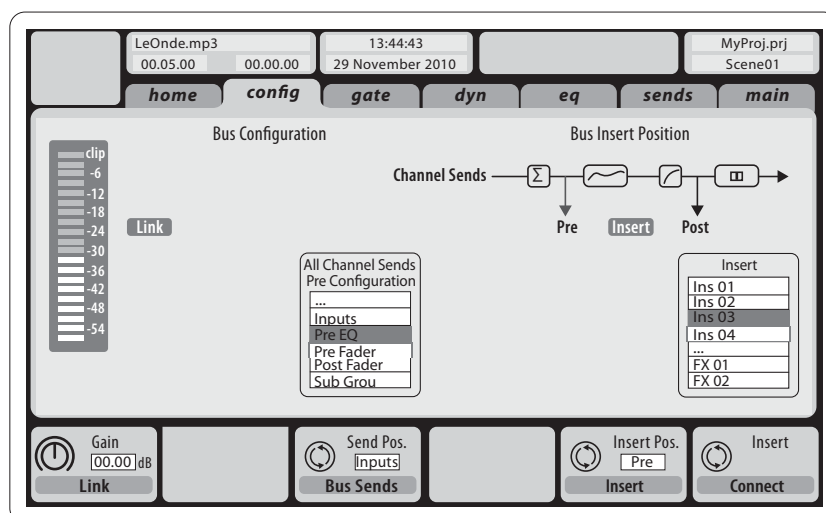 LeOnde.mp3
00.05.00 00.00.00
13:44:43
29 November 2010
MyProj.prj
Scene01
home config gate dyn eq sends main
Bus Configuration
Bus Insert Position
clip
-6
-12
-18
-24
-30
-36
-42
-48
-54
Link
Channel Sends
Σ
Pre Insert Post
All Channel Sends
Pre Configuration
...
Inputs
Pre EQ
Pre Fader
Post Fader
Sub Grou
Insert
Ins 01
Ins 02
Ins 03
Ins 04
...
FX 01
FX 02
Gain
00.00 dB
Link
Send Pos.
Inputs
Bus Sends
Insert Pos.
Pre
Insert
Insert
Connect